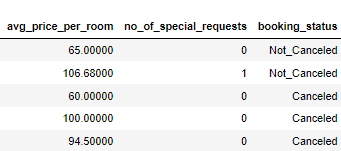 avg_price_per_room no_of_special_requests booking_status
65.00000 0 Not_Canceled
106.68000 1 Not_Canceled
60.00000 0 Canceled
100.00000 0 Canceled
94.50000 0 Canceled